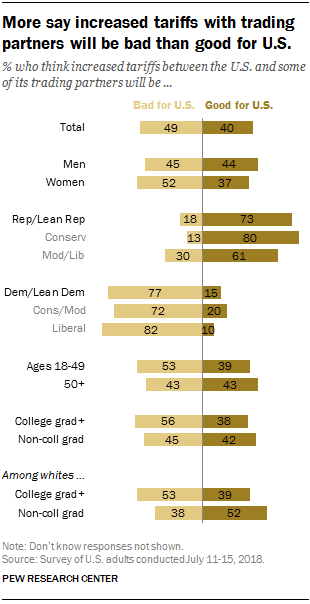 More say increased tariffs with trading
partners will be bad than good for U.S.
% who think increased tariffs between the U.S. and some
of its trading partners will be ...
Bad for U.S. Good for U.S.
Total 49 40
Men 45 44
Women 52 37
Rep/Lean Rep 18 73
Conserv 13 80
Mod/Lib 30 61
Dem/Lean Dem 77 15
Cons/Mod 72 20
Liberal 82 10
Ages 18-49 53 39
50+ 43 43
College grad+ 56 38
Non-coll grad 45 42
Among whites ...
College grad+ 53 39
Non-coll grad 38 52
Note: Don't know responses not shown.
Source: Survey of U.S. adults conducted July 11-15, 2018.
PEW RESEARCH CENTER